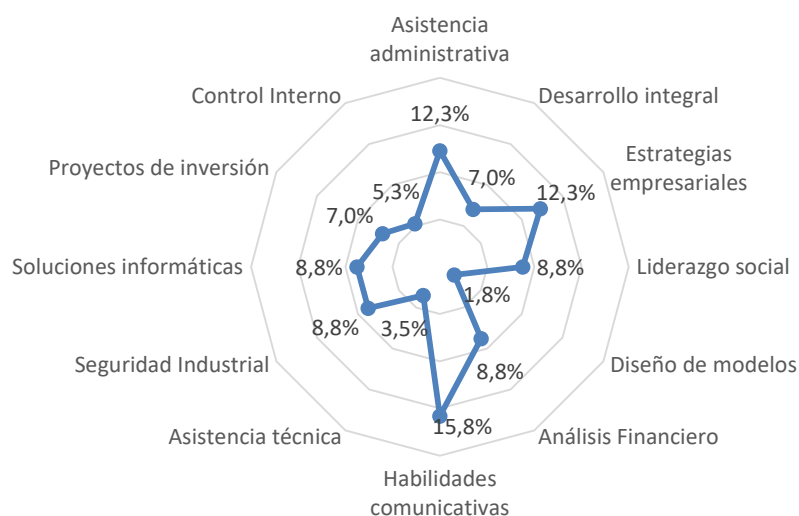 Asistencia
administrativa
Control Interno
Desarrollo integral
12,3%
Proyectos de inversión
Estrategias
empresariales
5,3%
7,0%
12,3%
7,0%
Soluciones informáticas
8,8%
8,8%
Liderazgo social
1,8%
8,8%
3,5%
Seguridad Industrial
8,8%
Diseño de modelos
15,8%
Asistencia técnica
Análisis Financiero
Habilidades
comunicativas